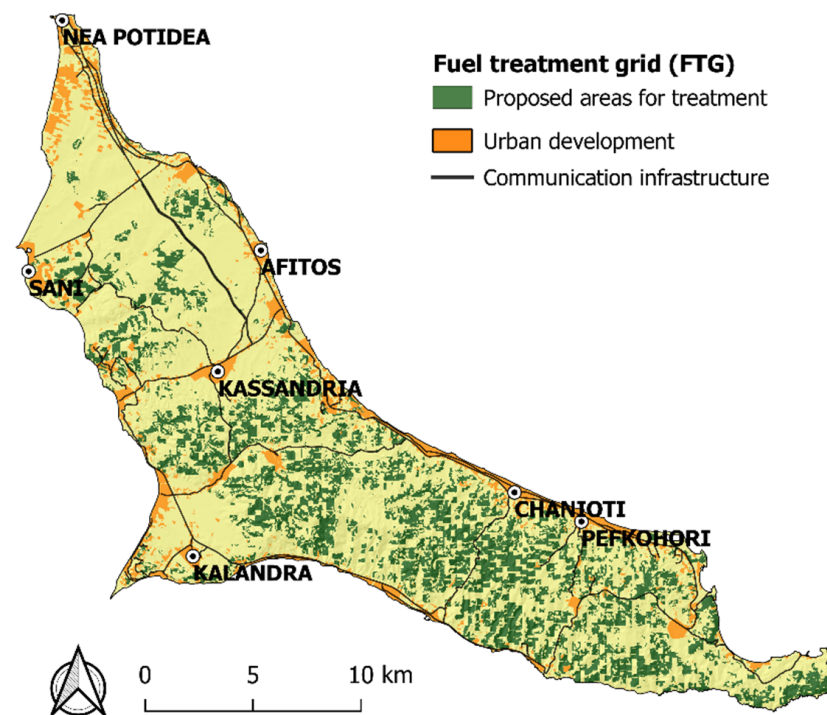 NEA POTIDEA
Fuel treatment grid (FTG)
Proposed areas for treatment
Urban development
Communication infrastructure
AFITOS
SANI
KASSANDRIA
CHANIOTI
PEFKOHORI
KALANDRA
0 5 10 km